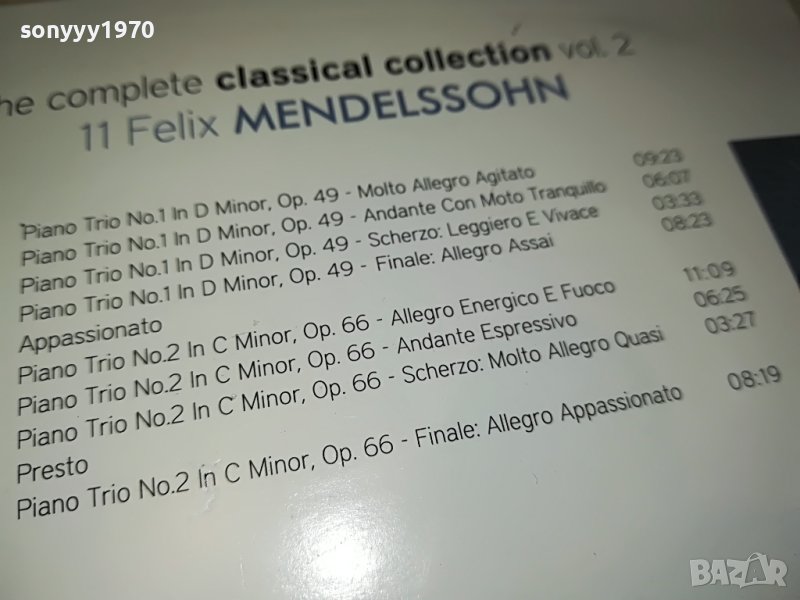 sonyyy1970
he complete classical collection vol. 2
11 Felix MENDELSSOHN
Piano Trio No.1 In D Minor, Op. 49 - Molto Allegro Agitato 09:23
Piano Trio No.1 In D Minor, Op. 49 - Andante Con Moto Tranquillo 06:07
Piano Trio No.1 In D Minor, Op. 49 - Scherzo: Leggiero E Vivace 03:33
Piano Trio No.1 In D Minor, Op. 49 - Finale: Allegro Assai 08:23
Appassionato
Piano Trio No.2 In C Minor, Op. 66 - Allegro Energico E Fuoco 11:09
Piano Trio No.2 In C Minor, Op. 66 - Andante Espressivo 06:25
Piano Trio No.2 In C Minor, Op. 66 - Scherzo: Molto Allegro Quasi 03:27
Presto
Piano Trio No.2 In C Minor, Op. 66 - Finale: Allegro Appassionato 08:19
BAZAR